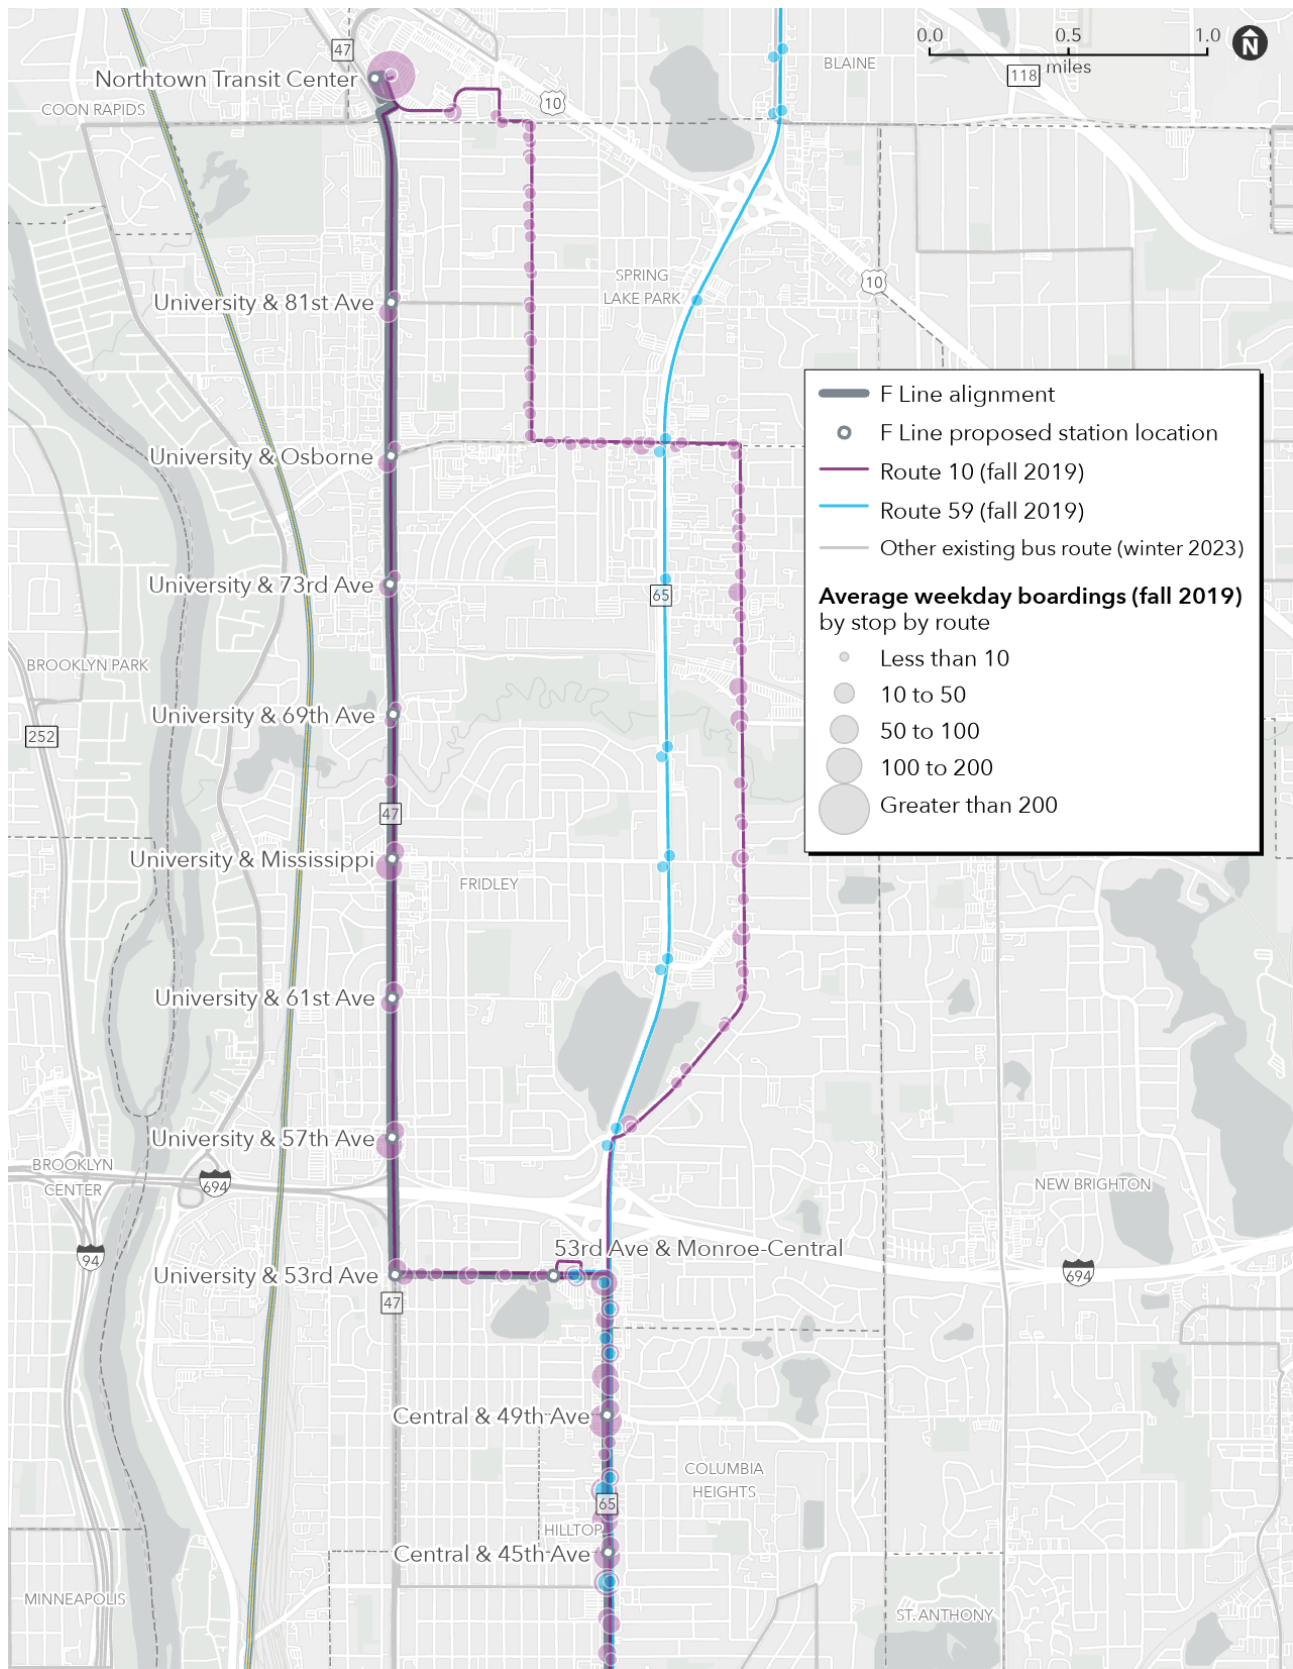 47
0.0 0.5 1.0
N
miles
118
BLAINE
Northtown Transit Center
10
COON RAPIDS
SPRING
LAKE PARK
10
University & 81st Ave
F Line alignment
F Line proposed station location
Route 10 (fall 2019)
Route 59 (fall 2019)
Other existing bus route (winter 2023)
Average weekday boardings (fall 2019)
by stop by route
Less than 10
10 to 50
50 to 100
100 to 200
Greater than 200
University & Osborne
University & 73rd Ave
65
BROOKLYN PARK
University & 69th Ave
252
47
University & Mississippi
FRIDLEY
University & 61st Ave
University & 57th Ave
BROOKLYN
CENTER
694
NEW BRIGHTON
94
53rd Ave & Monroe-Central
University & 53rd Ave
694
47
Central & 49th Ave
COLUMBIA
HEIGHTS
65
HILLTOP
Central & 45th Ave
MINNEAPOLIS
ST. ANTHONY